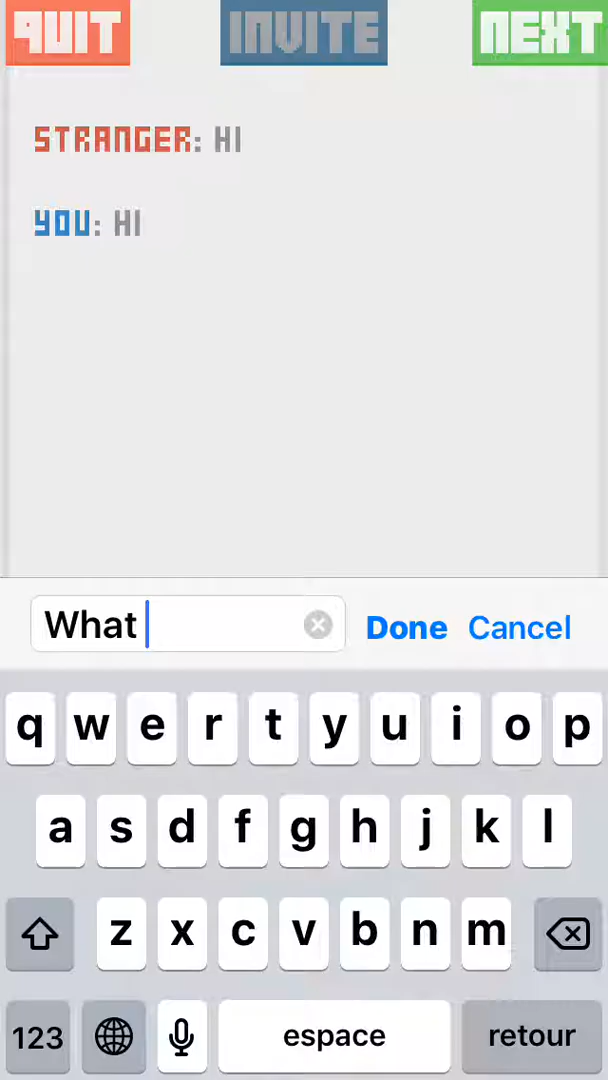 QUIT INVITE NEXT
STRANGER: HI
YOU: HI
What Done Cancel
q w e r t y u i o p
a s d f g h j k l
z x c v b n m
123 espace retour